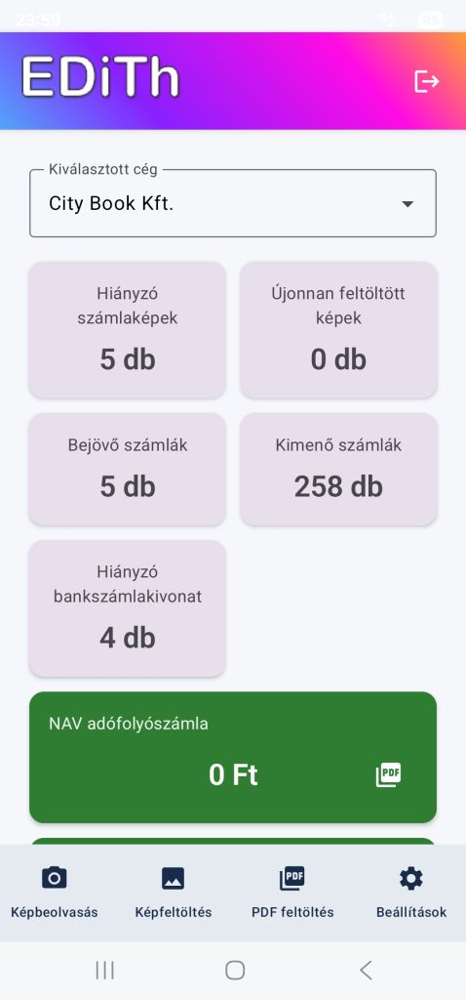 23:59
85
EDiTh
Kiválasztott cég
City Book Kft.
Hiányzó
számlaképek
5 db
Újonnan feltöltött
képek
0 db
Bejövő számlák
5 db
Kimenő számlák
258 db
Hiányzó
bankszámlakivonat
4 db
NAV adófolyószámla
0 Ft
PDF
PDF
Képbeolvasás
Képfeltöltés
PDF feltöltés
Beállítások